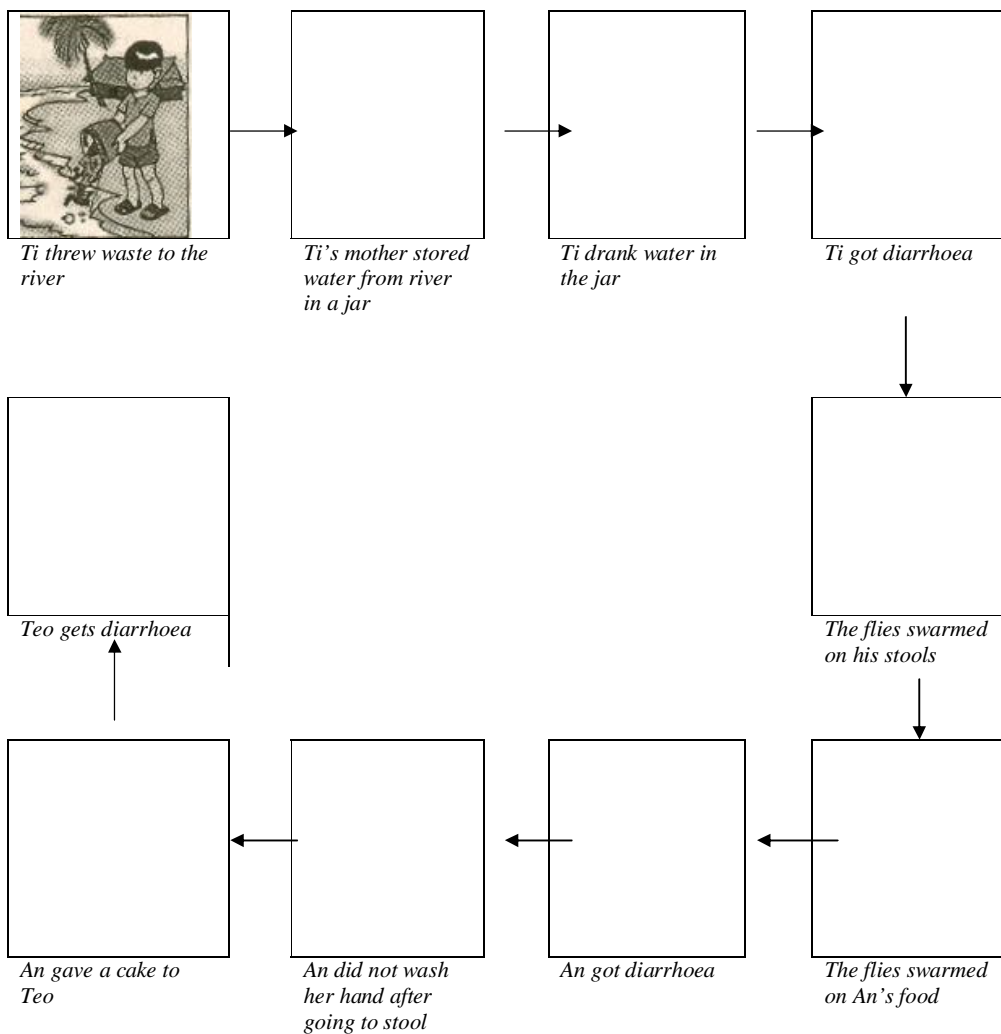 Ti threw waste to the
river
Ti's mother stored
water from river
in a jar
Ti drank water in
the jar
Ti got diarrhoea
The flies swarmed
on his stools
The flies swarmed
on An's food
An got diarrhoea
An did not wash
her hand after
going to stool
An gave a cake to
Teo
Teo gets diarrhoea